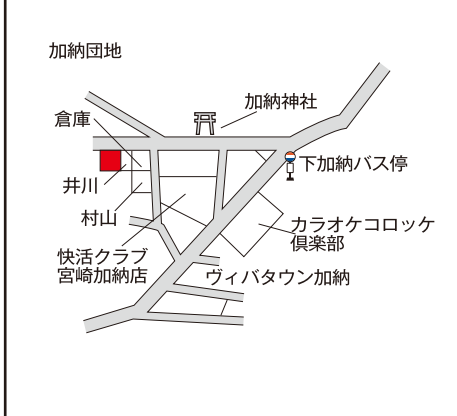 加納団地
加納神社
倉庫
下加納バス停
井川
村山
カラオケコロッケ
倶楽部
快活クラブ
宮崎加納店
ヴィバタウン加納